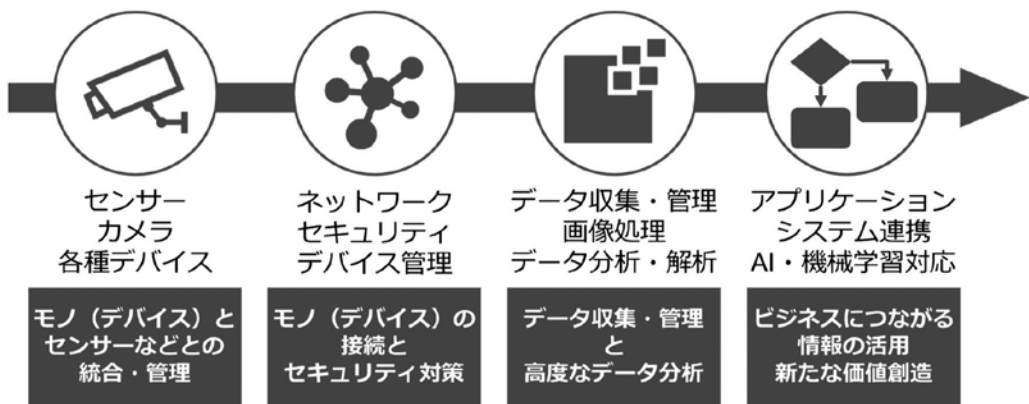 センサー
カメラ
各種デバイス
ネットワーク
セキュリティ
デバイス管理
データ収集・管理
画像処理
データ分析・解析
アプリケーション
システム連携
AI・機械学習対応
モノ（デバイス）と
センサーなどとの
統合・管理
モノ（デバイス）の
接続と
セキュリティ対策
データ収集・管理
と
高度なデータ分析
ビジネスにつながる
情報の活用
新たな価値創造